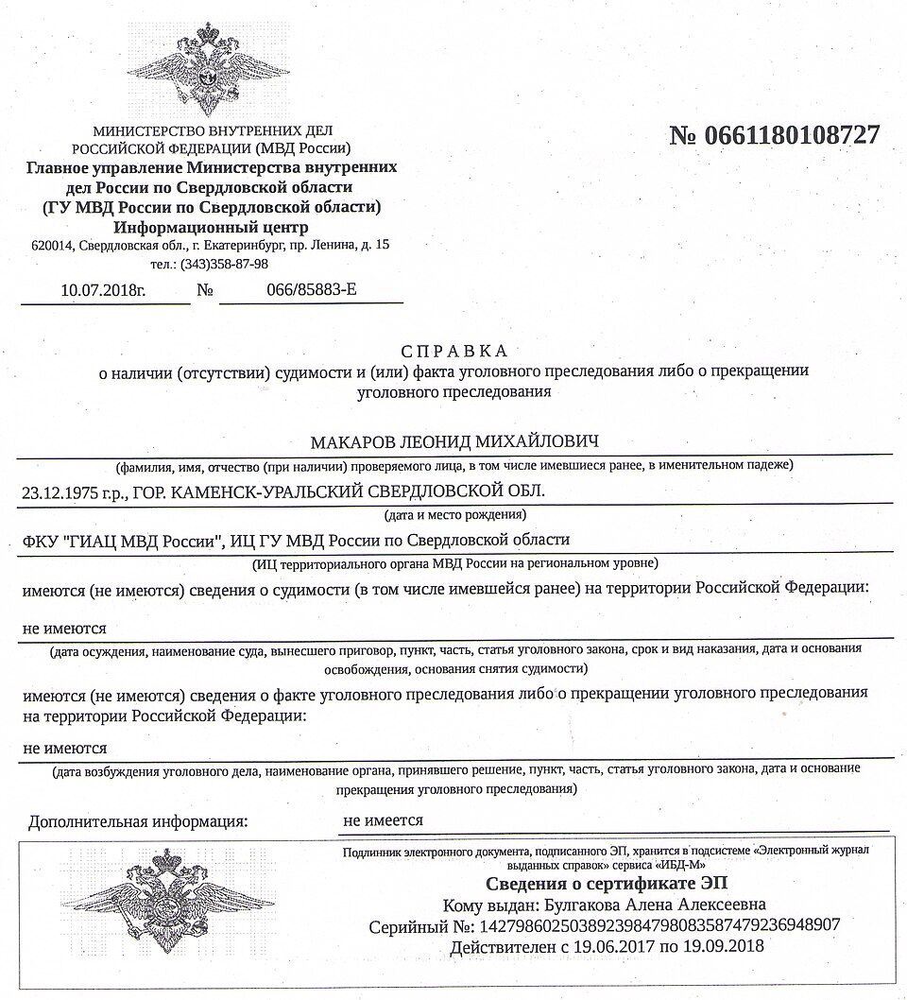 МИНИСТЕРСТВО ВНУТРЕННИХ ДЕЛ
РОССИЙСКОЙ ФЕДЕРАЦИИ (МВД России)
Главное управление Министерства внутренних
дел России по Свердловской области
(ГУ МВД России по Свердловской области)
Информационный центр
620014, Свердловская обл., г. Екатеринбург, пр. Ленина, д. 15
тел.: (343)358-87-98
10.07.2018г. № 066/85883-Е
№ 0661180108727
СПРАВКА
о наличии (отсутствии) судимости и (или) факта уголовного преследования либо о прекращении
уголовного преследования
МАКАРОВ ЛЕОНИД МИХАЙЛОВИЧ
(фамилия, имя, отчество (при наличии) проверяемого лица, в том числе имевшиеся ранее, в именительном падеже)
23.12.1975 г.р., ГОР. КАМЕНСК-УРАЛЬСКИЙ СВЕРДЛОВСКОЙ ОБЛ.
(дата и место рождения)
ФКУ "ГИАЦ МВД России", ИЦ ГУ МВД России по Свердловской области
(ИЦ территориального органа МВД России на региональном уровне)
имеются (не имеются) сведения о судимости (в том числе имевшейся ранее) на территории Российской Федерации:
не имеются
(дата осуждения, наименование суда, вынесшего приговор, пункт, часть, статья уголовного закона, срок и вид наказания, дата и основания
освобождения, основания снятия судимости)
имеются (не имеются) сведения о факте уголовного преследования либо о прекращении уголовного преследования
на территории Российской Федерации:
не имеются
(дата возбуждения уголовного дела, наименование органа, принявшего решение, пункт, часть, статья уголовного закона, дата и основание
прекращения уголовного преследования)
Дополнительная информация: не имеется
Подлинник электронного документа, подписанного ЭП, хранится в подсистеме «Электронный журнал
выданных справок» сервиса «ИБД-М»
Сведения о сертификате ЭП
Кому выдан: Булгакова Алена Алексеевна
Серийный №: 142798602503892398479808358747923694​8907
Действителен с 19.06.2017 по 19.09.2018